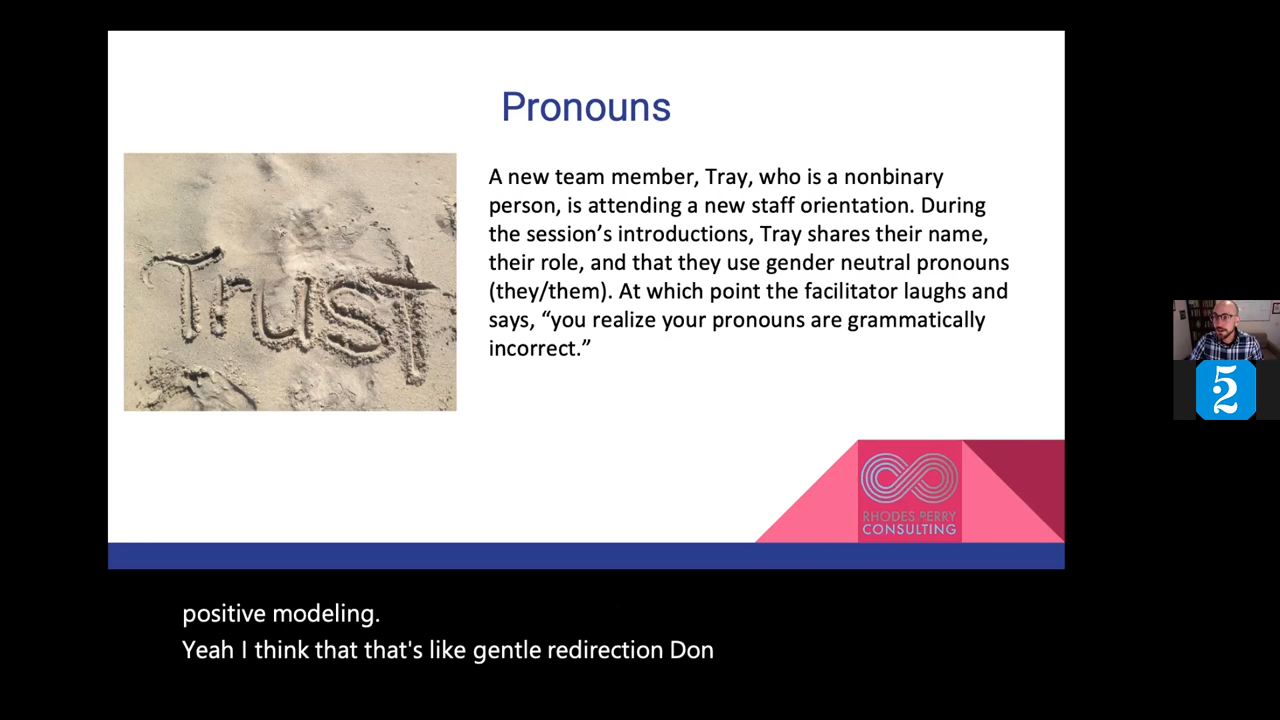 Pronouns
Trust
A new team member, Tray, who is a nonbinary
person, is attending a new staff orientation. During
the session’s introductions, Tray shares their name,
their role, and that they use gender neutral pronouns
(they/them). At which point the facilitator laughs and
says, “you realize your pronouns are grammatically
incorrect.”
RHODES PERRY
CONSULTING
52
positive modeling.
Yeah I think that that's like gentle redirection Don